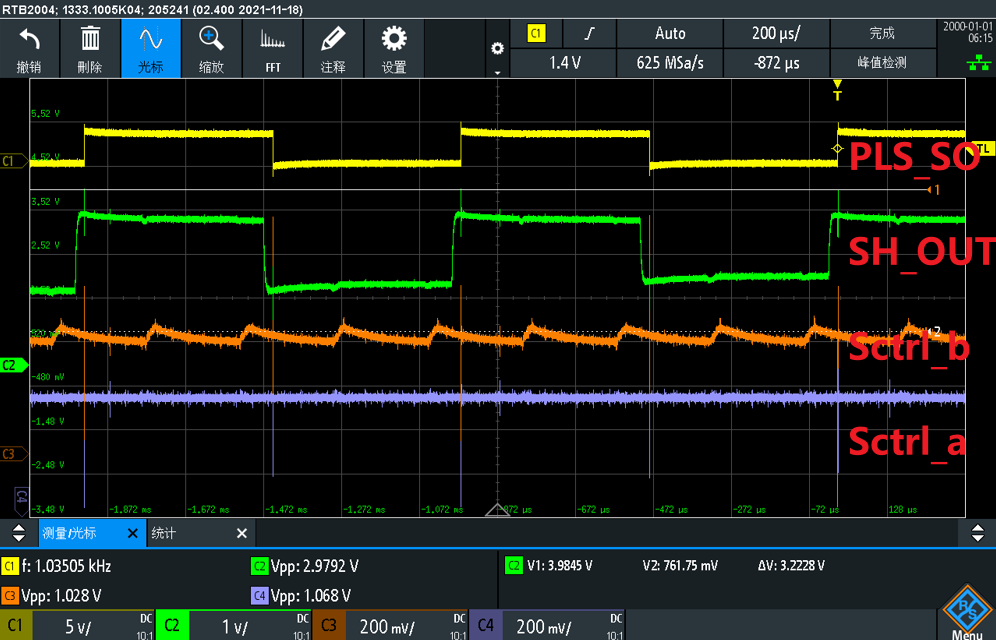 RTB2004; 1333.1005K04; 205241 (02.400 2021-11-18)
撤销
删除
光标
缩放
FFT
注释
设置
C1
Auto
200 µs/
完成
1.4 V
625 MSa/s
-872 µs
峰值检测
2000-01-01
06:15
T
5.52 V
C1
4.52 V
TL
PLS_SO
1
3.52 V
2.52 V
SH_OUT
2
Sctrl_b
C2
-480 mV
-1.48 V
Sctrl_a
C3
-2.48 V
C4
-3.48 V
-1.872 ms
-1.672 ms
-1.472 ms
-1.272 ms
-1.072 ms
-872 µs
-672 µs
-472 µs
-272 µs
-72 µs
128 µs
测量/光标
统计
C1 f: 1.03505 kHz
C2 Vpp: 2.9792 V
C2 V1: 3.9845 V
V2: 761.75 mV
ΔV: 3.2228 V
C3 Vpp: 1.028 V
C4 Vpp: 1.068 V
C1 5 V/ DC 10:1
C2 1 V/ DC 10:1
C3 200 mV/ DC 10:1
C4 200 mV/ DC 10:1
R S
Menu